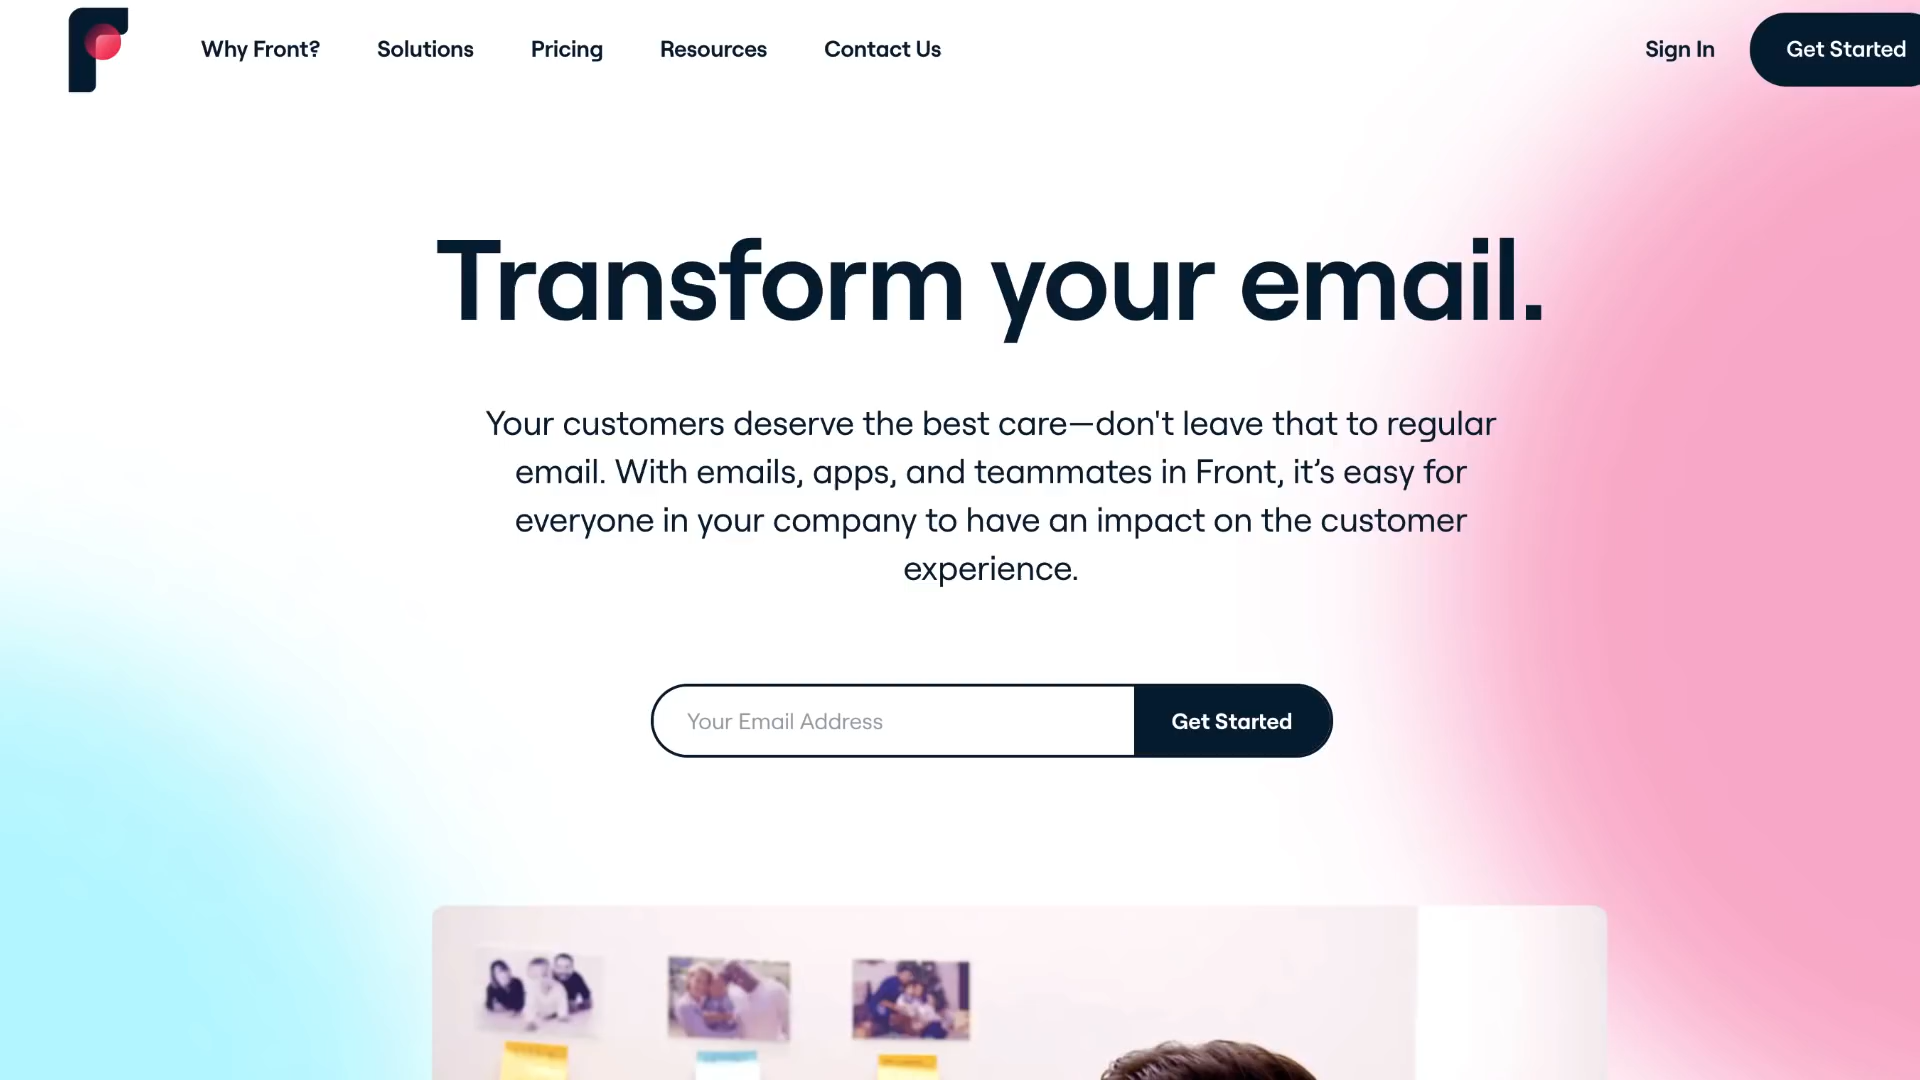 Why Front? Solutions Pricing Resources Contact Us Sign In Get Started
Transform your email.
Your customers deserve the best care—don't leave that to regular
email. With emails, apps, and teammates in Front, it’s easy for
everyone in your company to have an impact on the customer
experience.
Your Email Address Get Started